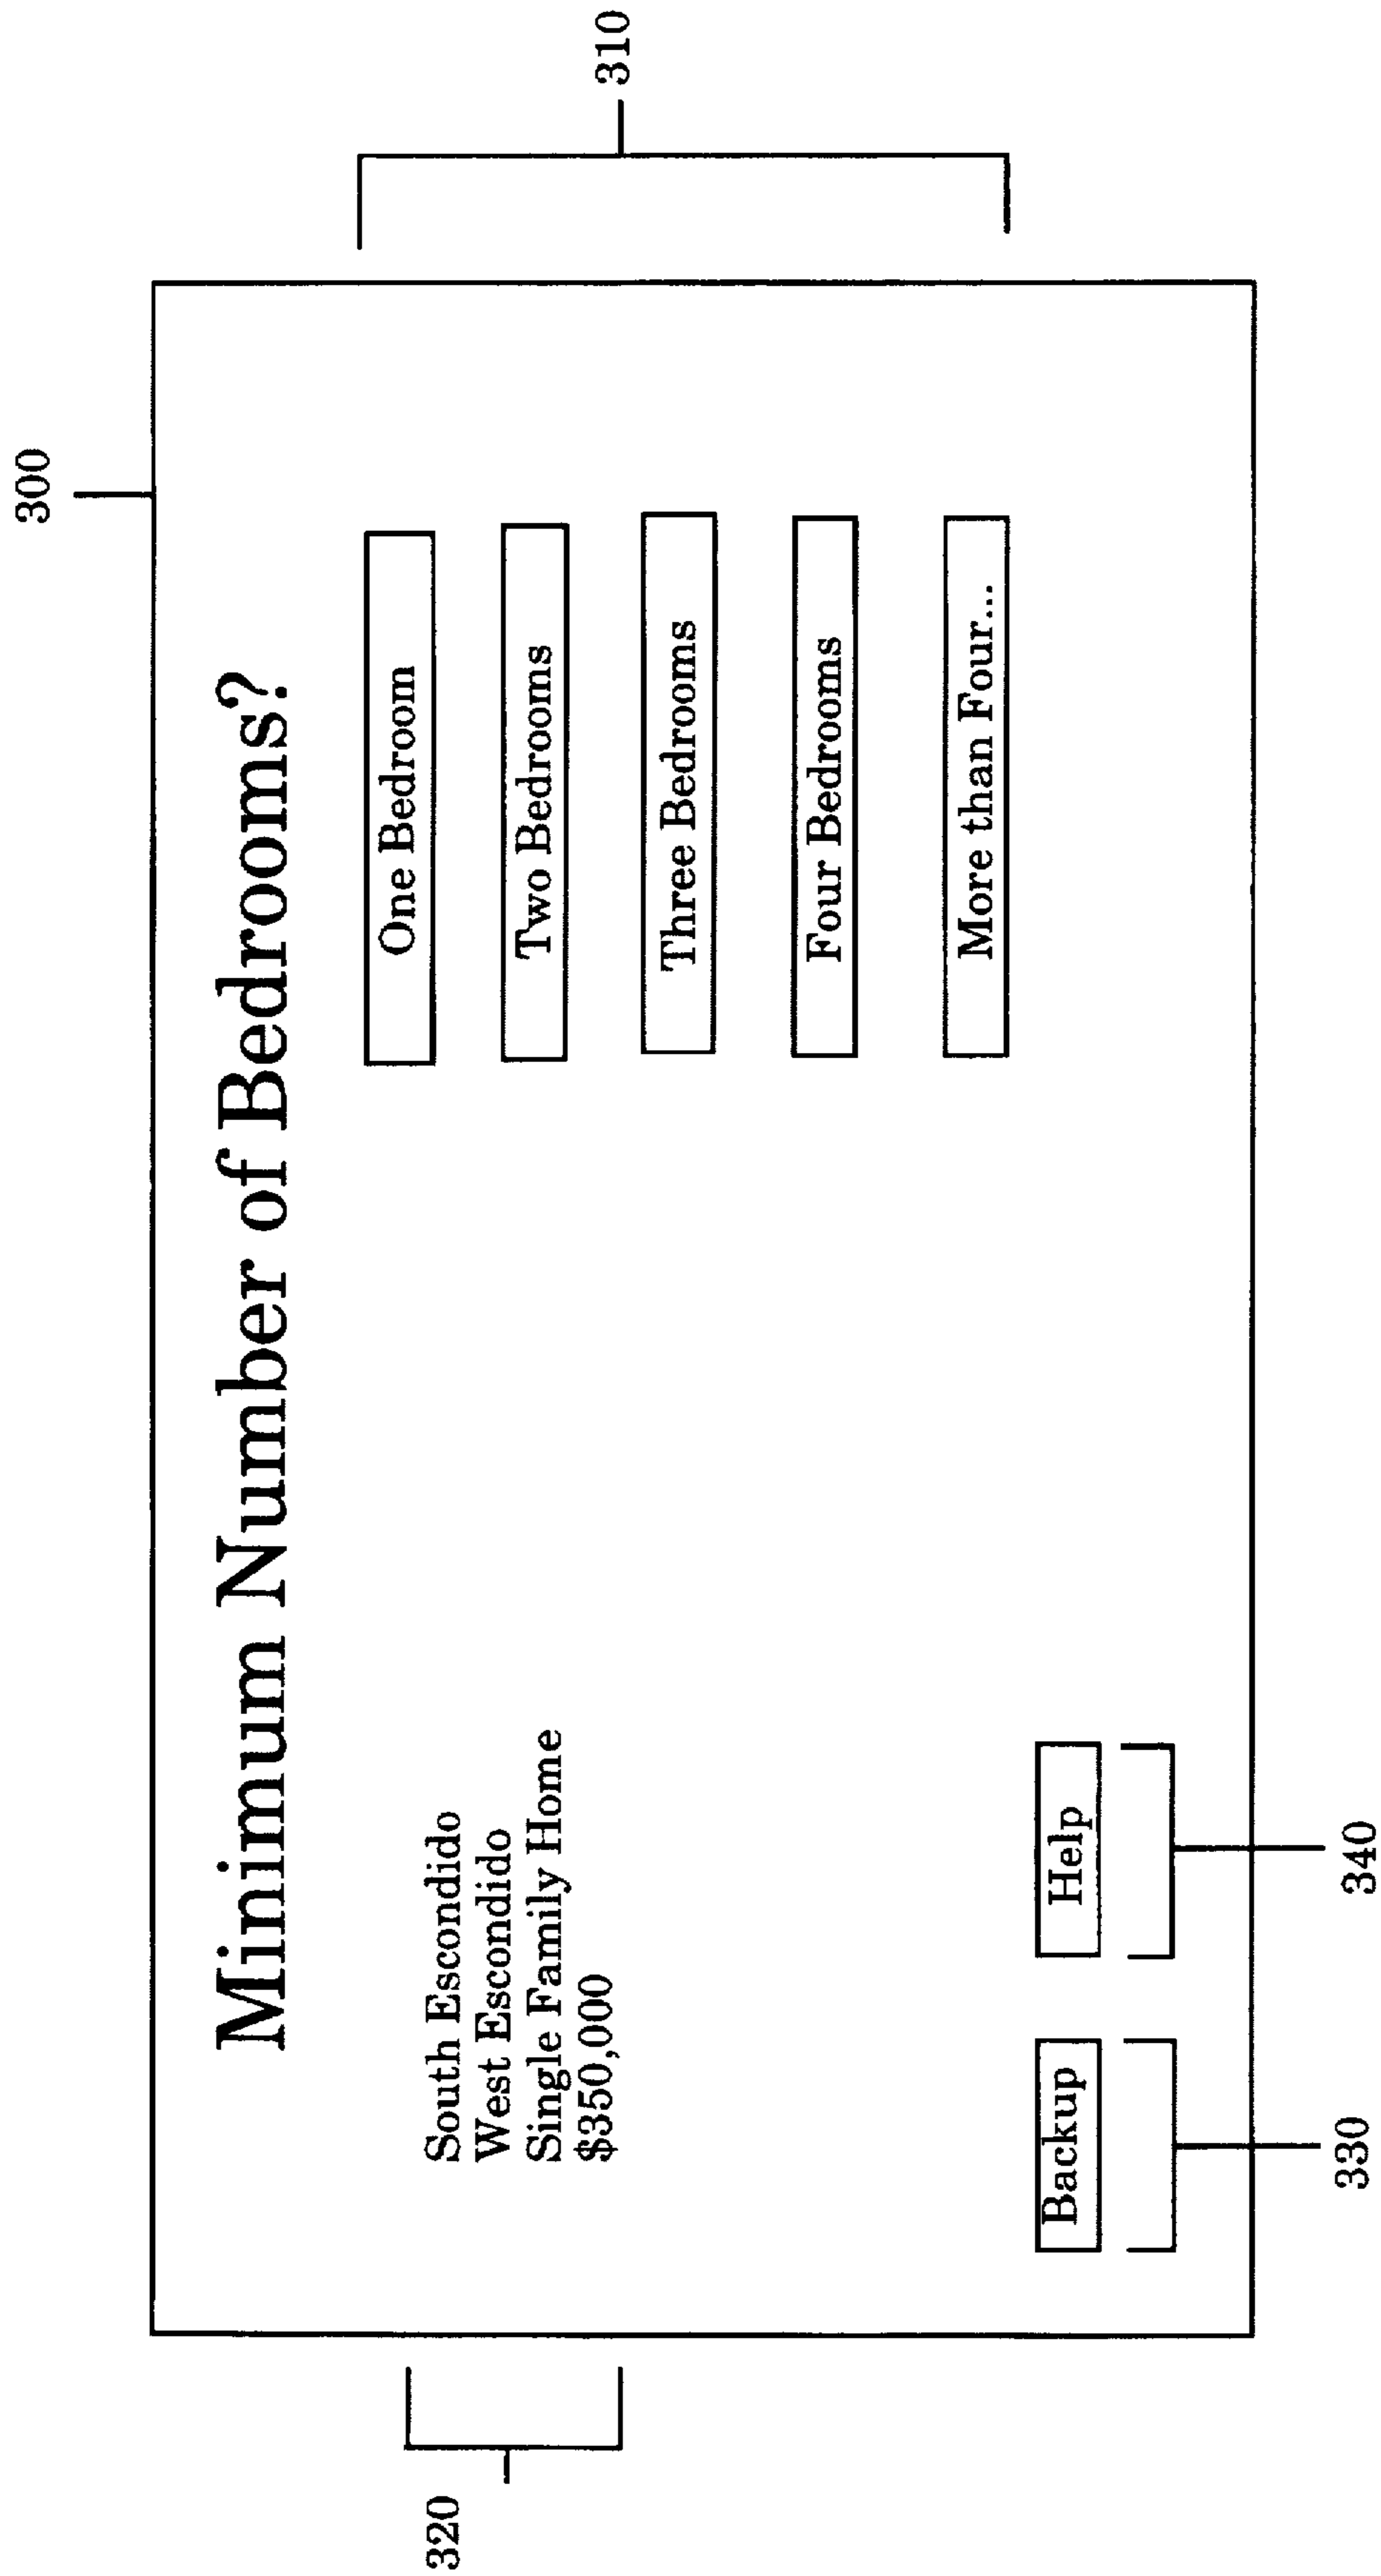 300
Minimum Number of Bedrooms?
310
One Bedroom
Two Bedrooms
Three Bedrooms
Four Bedrooms
More than Four...
320
South Escondido
West Escondido
Single Family Home
$350,000
Backup
Help
330
340